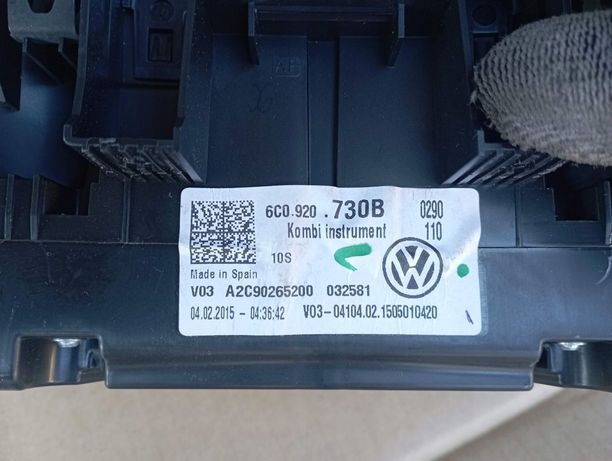 AF
6C0.920 .730B 0290
Kombi instrument 110
10S
Made in Spain
V03 A2C90265200 032581
04.02.2015 - 04:36:42 V03-04104.02.1505010420